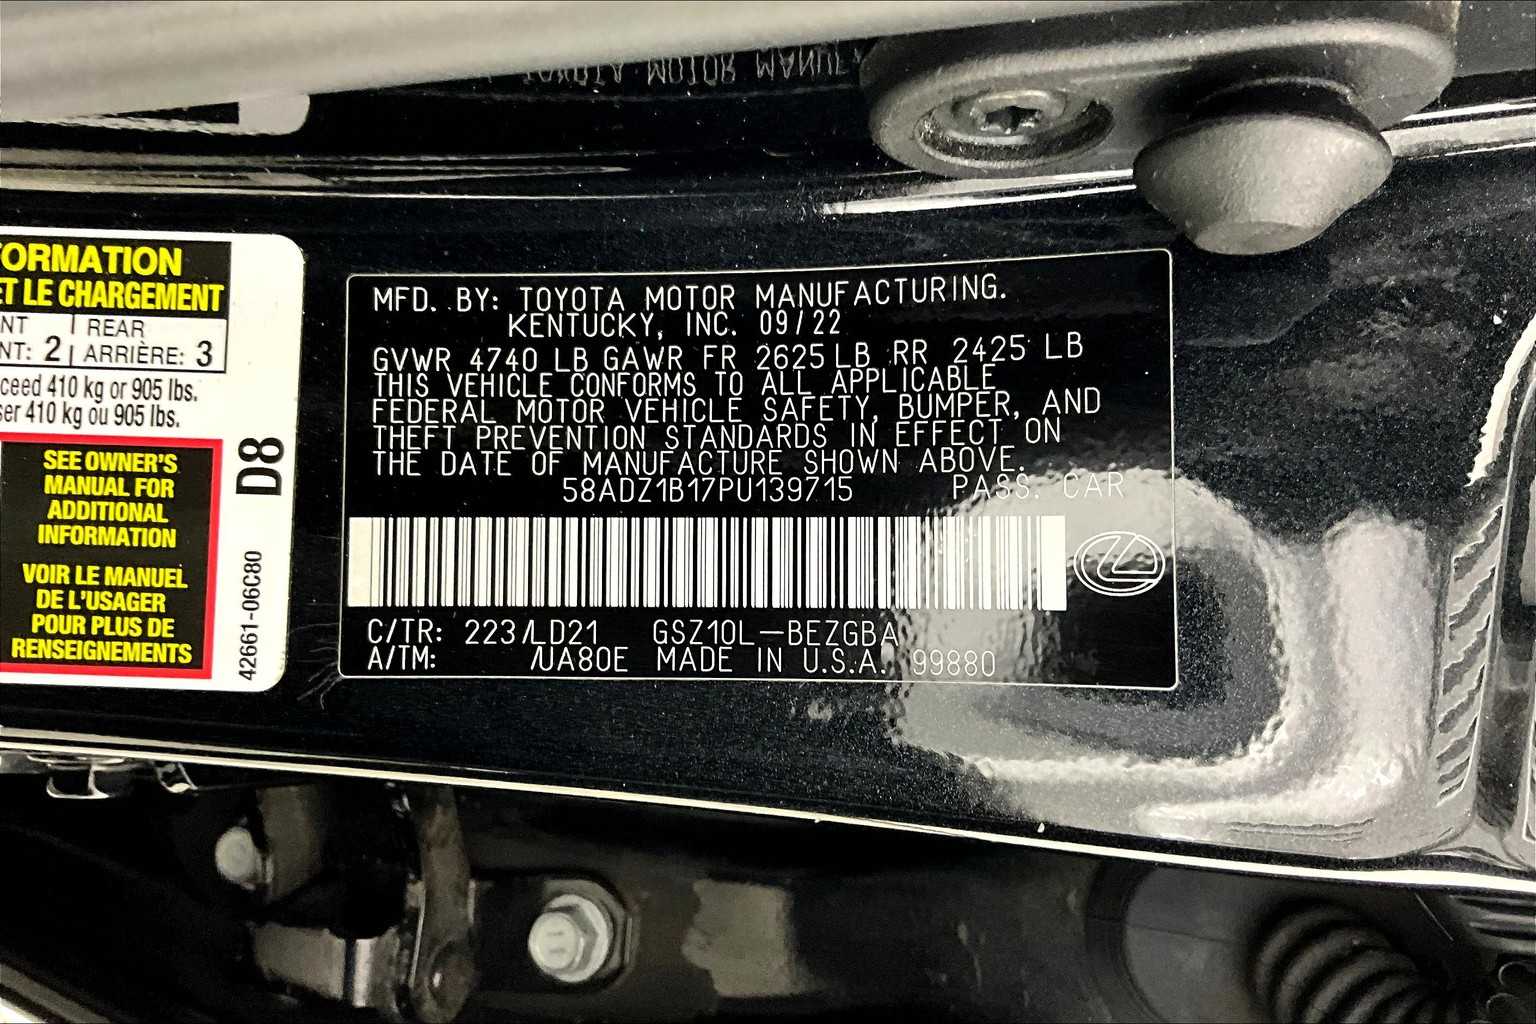 FORMATION
ET LE CHARGEMENT
NT | REAR
NT: 2 | ARRIÈRE: 3
ceed 410 kg or 905 lbs.
ser 410 kg ou 905 lbs.
SEE OWNER'S
MANUAL FOR
ADDITIONAL
INFORMATION
VOIR LE MANUEL
DE L'USAGER
POUR PLUS DE
RENSEIGNEMENTS
D8
42661-06C80
TOYOTA MOTOR MANUF
MFD. BY: TOYOTA MOTOR MANUFACTURING.
KENTUCKY, INC. 09/22
GVWR 4740 LB GAWR FR 2625 LB RR 2425 LB
THIS VEHICLE CONFORMS TO ALL APPLICABLE
FEDERAL MOTOR VEHICLE SAFETY, BUMPER, AND
THEFT PREVENTION STANDARDS IN EFFECT ON
THE DATE OF MANUFACTURE SHOWN ABOVE.
58ADZ1B17PU139715 PASS. CAR
C/TR: 223/LD21 GSZ10L-BEZGBA
A/TM: /UA80E MADE IN U.S.A. 99880